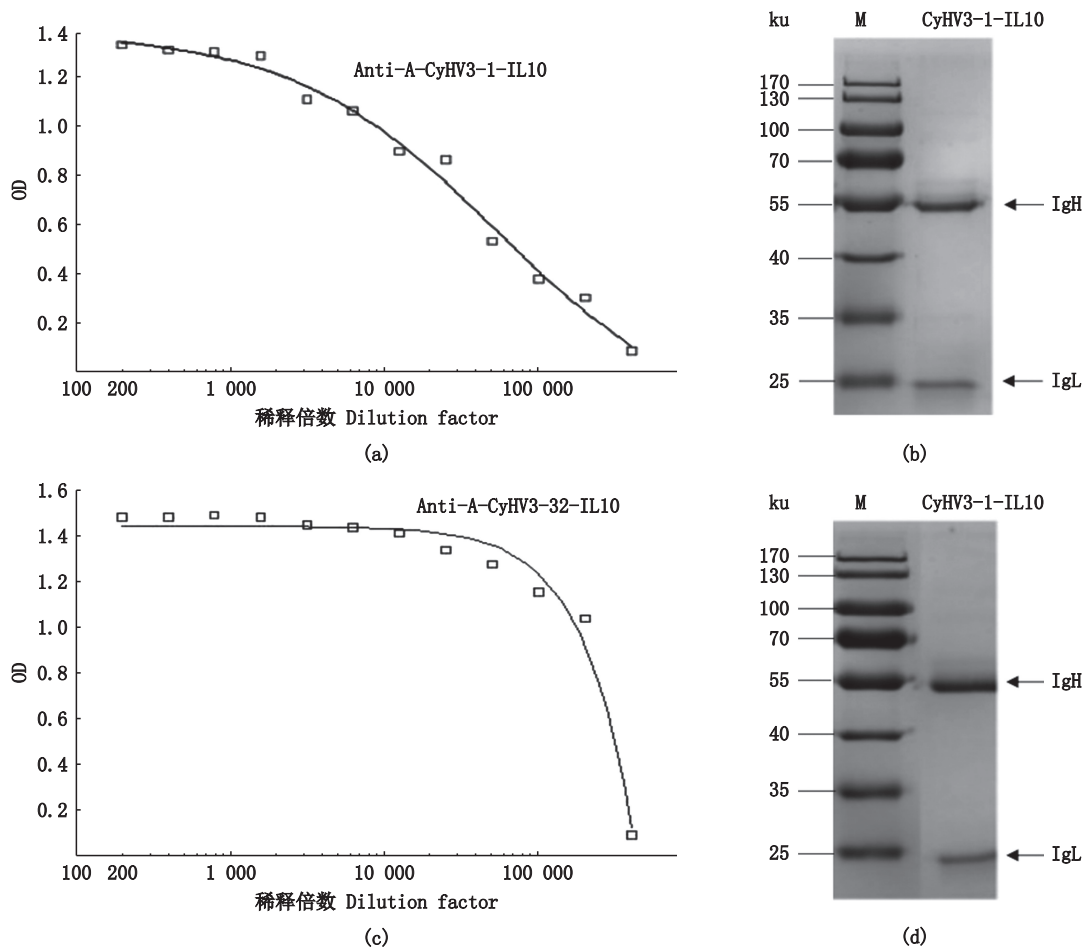 1.4
1.2
1.0
0.8
0.6
0.4
0.2
OD
Anti-A-CyHV3-1-IL10
100 200 1 000 10 000 100 000
稀释倍数 Dilution factor
(a)
ku M CyHV3-1-IL10
170
130
100
70
55 IgH
40
35
25 IgL
(b)
1.6
1.4
1.2
1.0
0.8
0.6
0.4
0.2
OD
Anti-A-CyHV3-32-IL10
100 200 1 000 10 000 100 000
稀释倍数 Dilution factor
(c)
ku M CyHV3-1-IL10
170
130
100
70
55 IgH
40
35
25 IgL
(d)